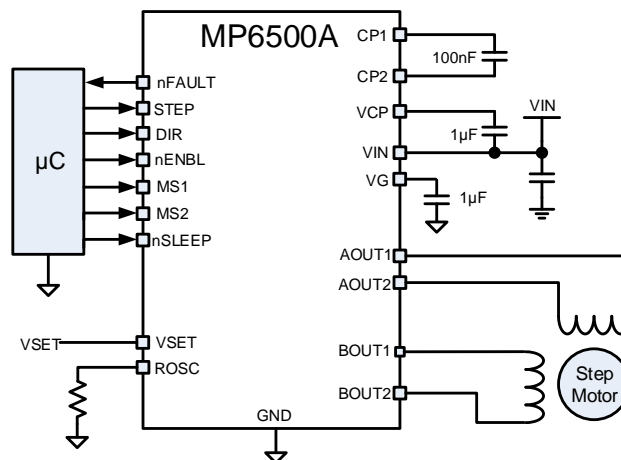 MP6500A
µC
nFAULT
STEP
DIR
nENBL
MS1
MS2
nSLEEP
VSET
VSET
ROSC
GND
CP1
100nF
CP2
VCP
1µF
VIN
VIN
VG
1µF
AOUT1
AOUT2
BOUT1
BOUT2
Step
Motor